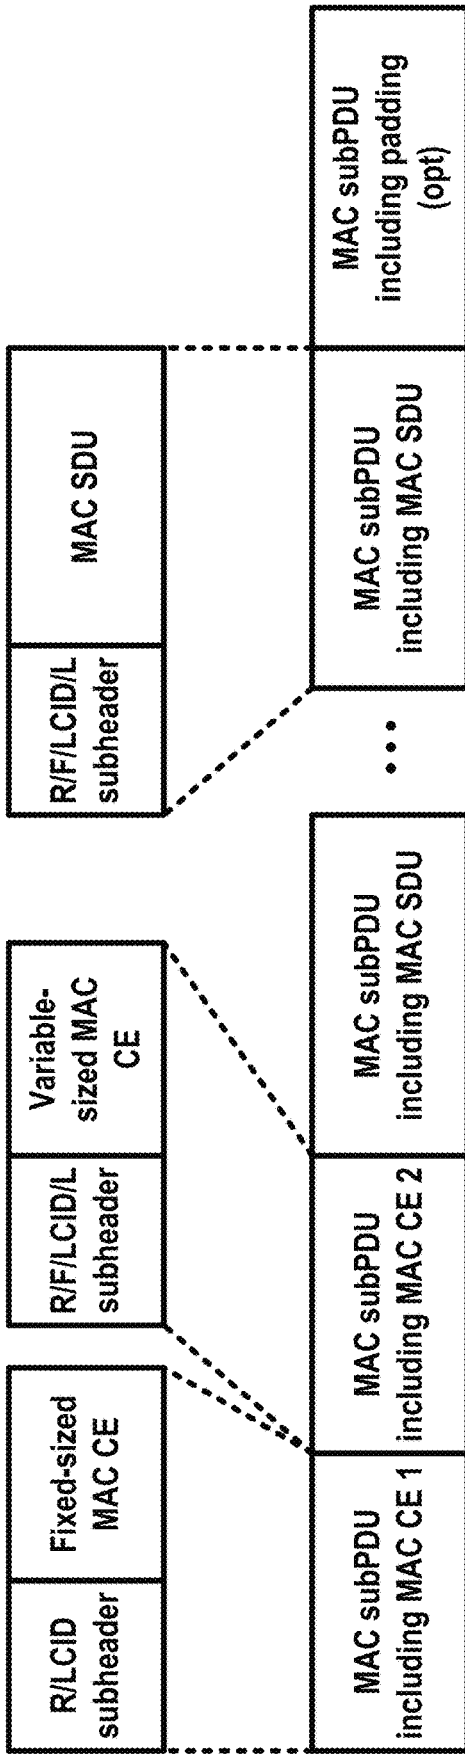 R/LCID
subheader
Fixed-sized
MAC CE
R/F/LCID/L
subheader
Variable-
sized MAC
CE
R/F/LCID/L
subheader
MAC SDU
MAC subPDU
including MAC CE 1
MAC subPDU
including MAC CE 2
MAC subPDU
including MAC SDU
•••
MAC subPDU
including MAC SDU
MAC subPDU
including padding
(opt)